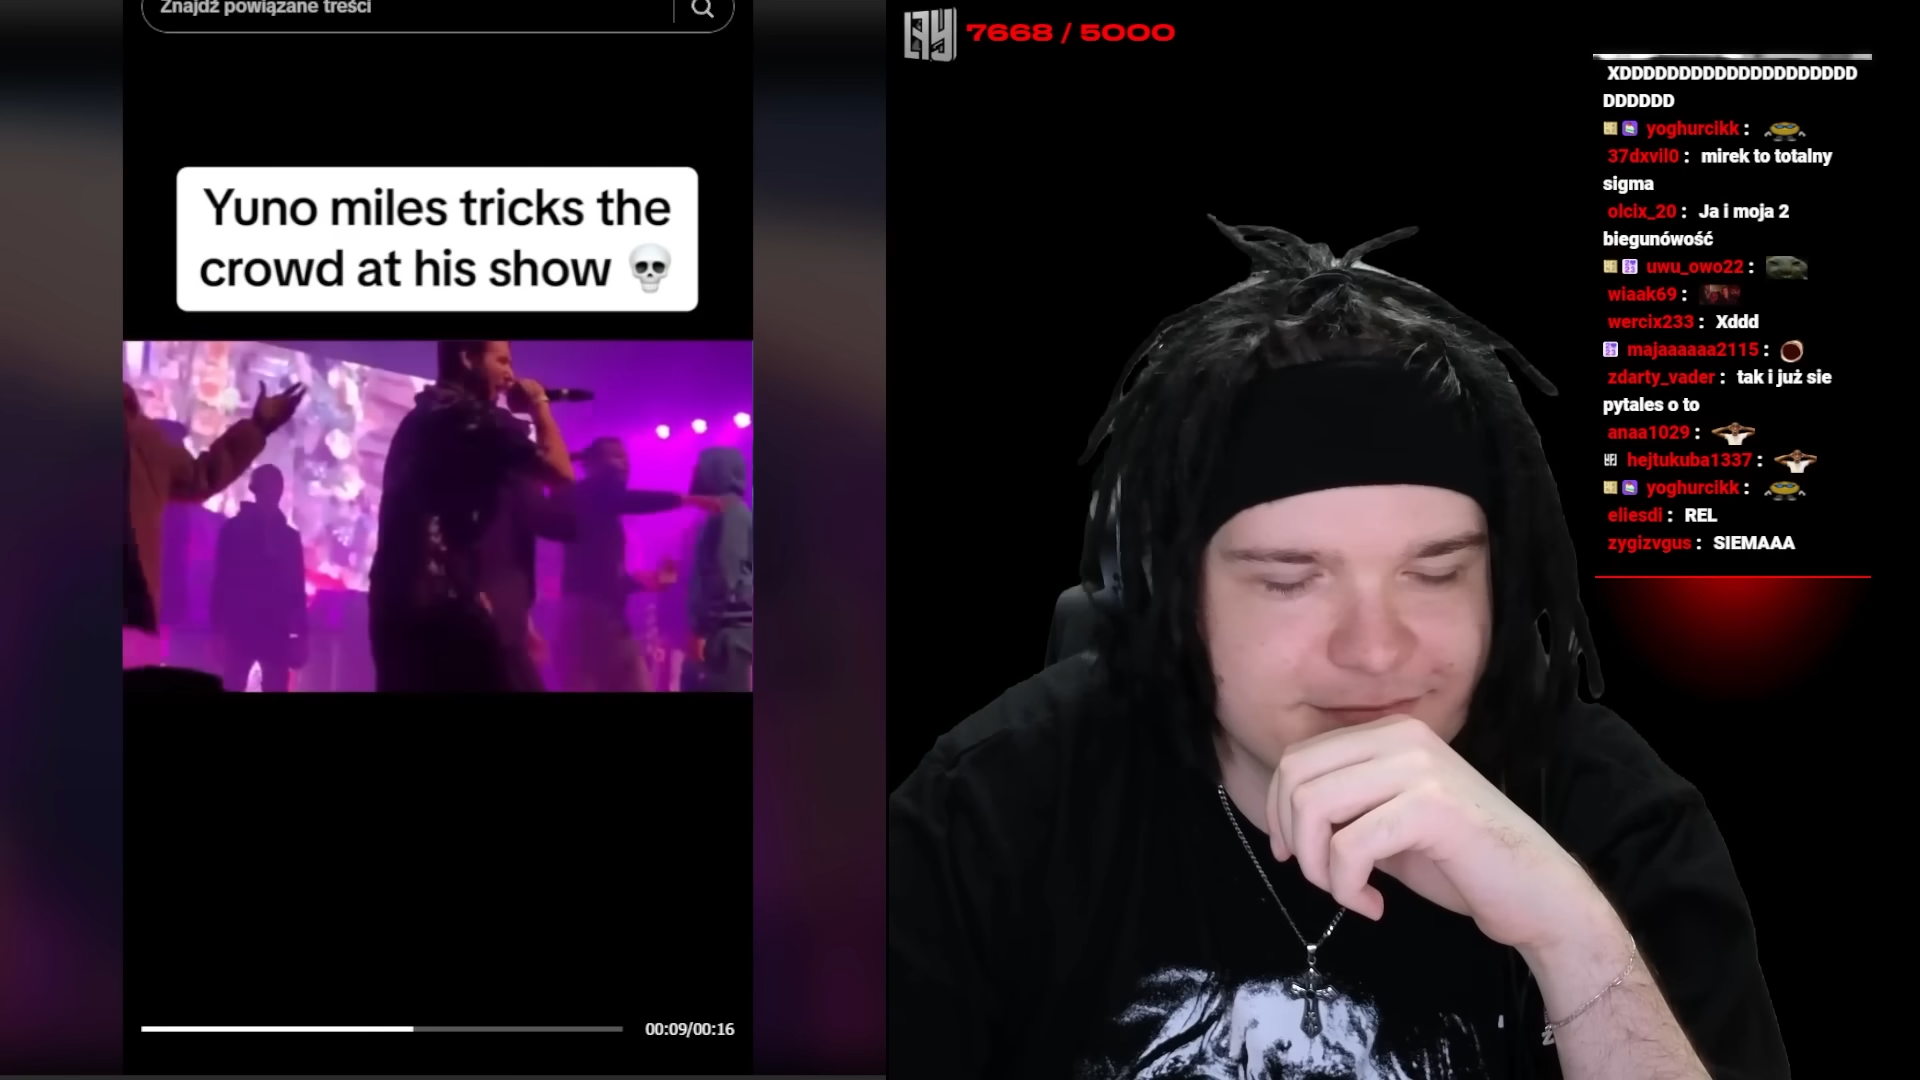 Znajdź powiązane treści
Yuno miles tricks the
crowd at his show
00:09/00:16
7668 / 5000
XDDDDDDDDDDDDDDDDDDDD
DDDDDD
yoghurcikk :
37dxvil0 : mirek to totalny
sigma
olcix_20 : Ja i moja 2
biegunówość
uwu_owo22 :
wiaak69 :
wercix233 : Xddd
majaaaaaa2115 :
zdarty_vader : tak i już sie
pytales o to
anaa1029 :
hejtukuba1337 :
yoghurcikk :
eliesdi : REL
zygizvgus : SIEMAAA